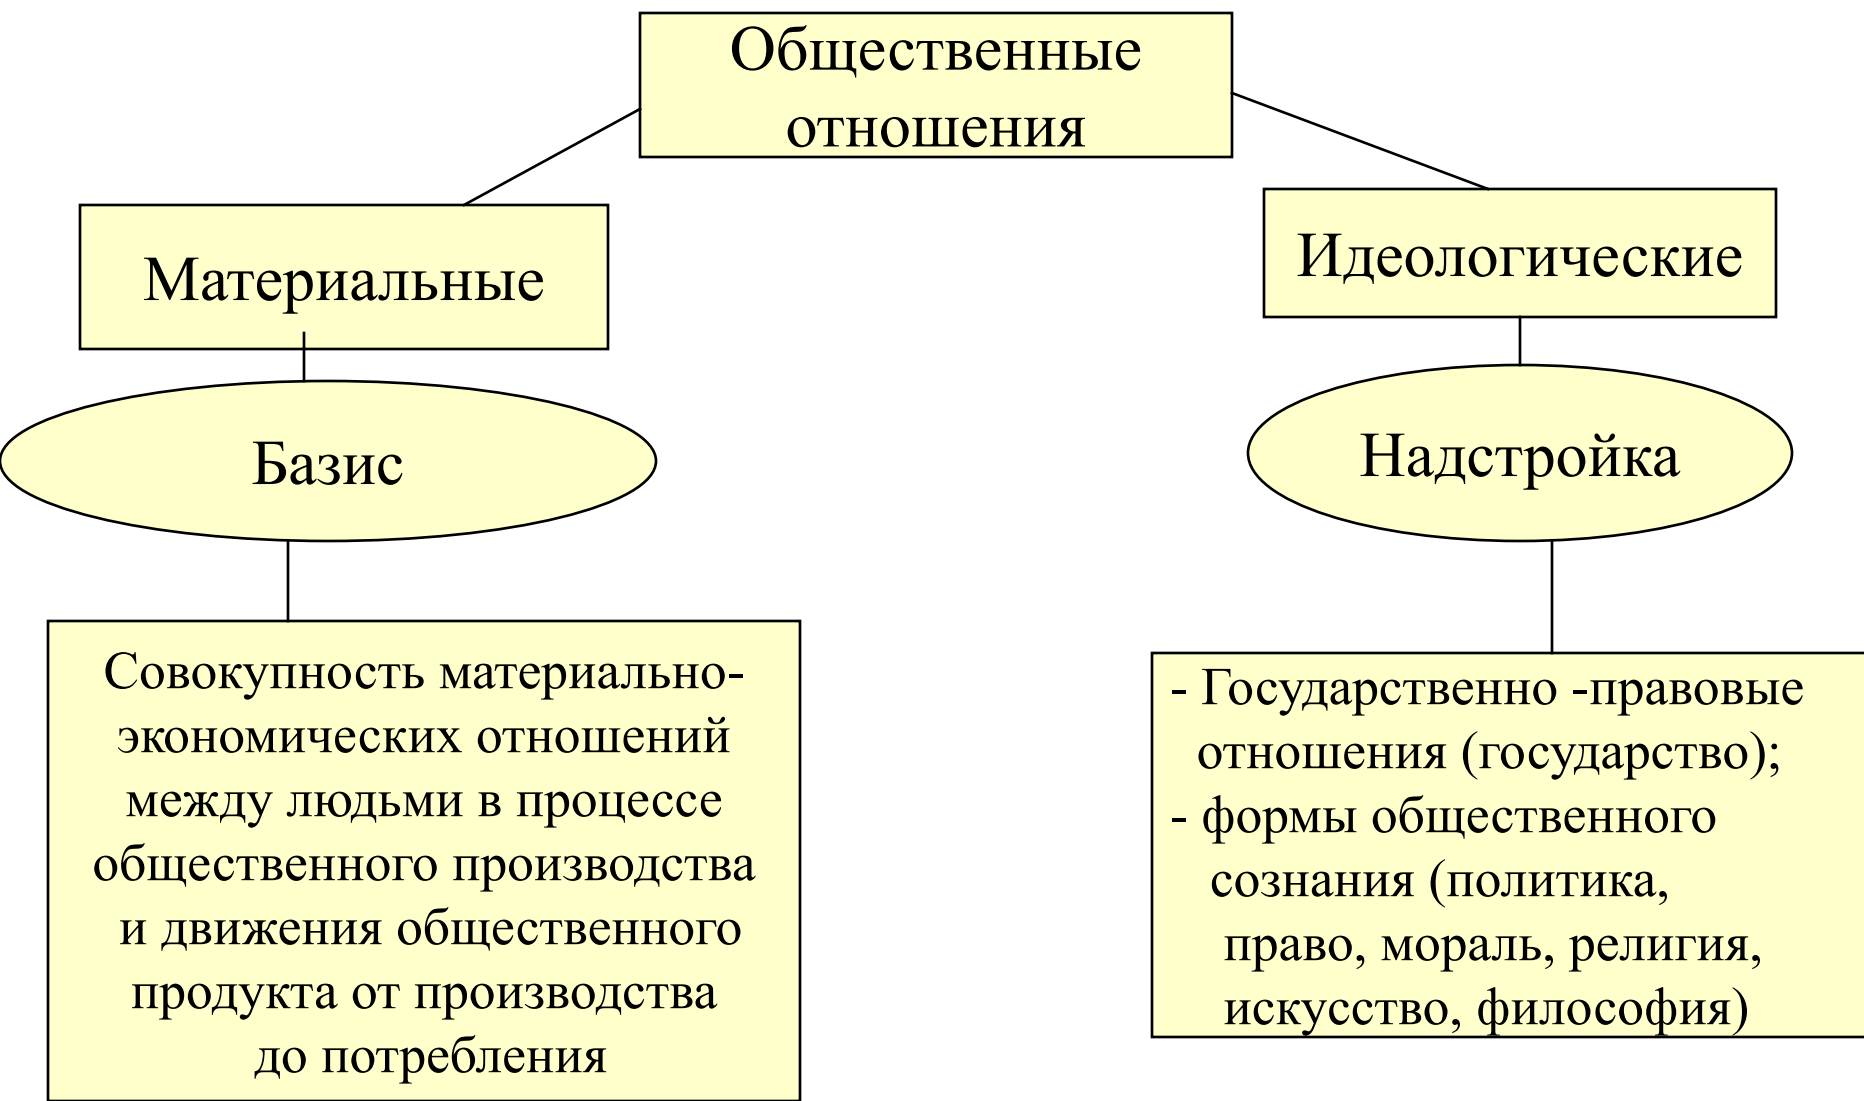 Общественные
отношения
Материальные
Идеологические
Базис
Надстройка
Совокупность материально-
экономических отношений
между людьми в процессе
общественного производства
и движения общественного
продукта от производства
до потребления
- Государственно -правовые
отношения (государство);
- формы общественного
сознания (политика,
право, мораль, религия,
искусство, философия)